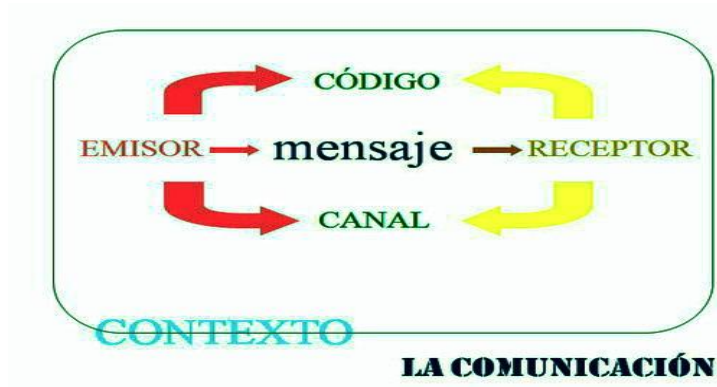 CÓDIGO
EMISOR mensaje RECEPTOR
CANAL
CONTEXTO
LA COMUNICACIÓN